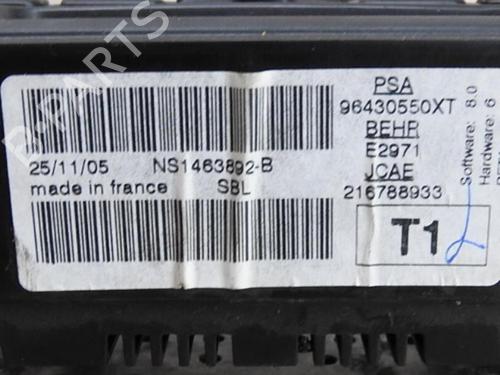 PSA
96430550XT
BEHR
E2971
JCAE
216788933
T1
25/11/05 NS1463892-B
made in france SBL
Software: 8.0
Hardware: 6
B-PARTS